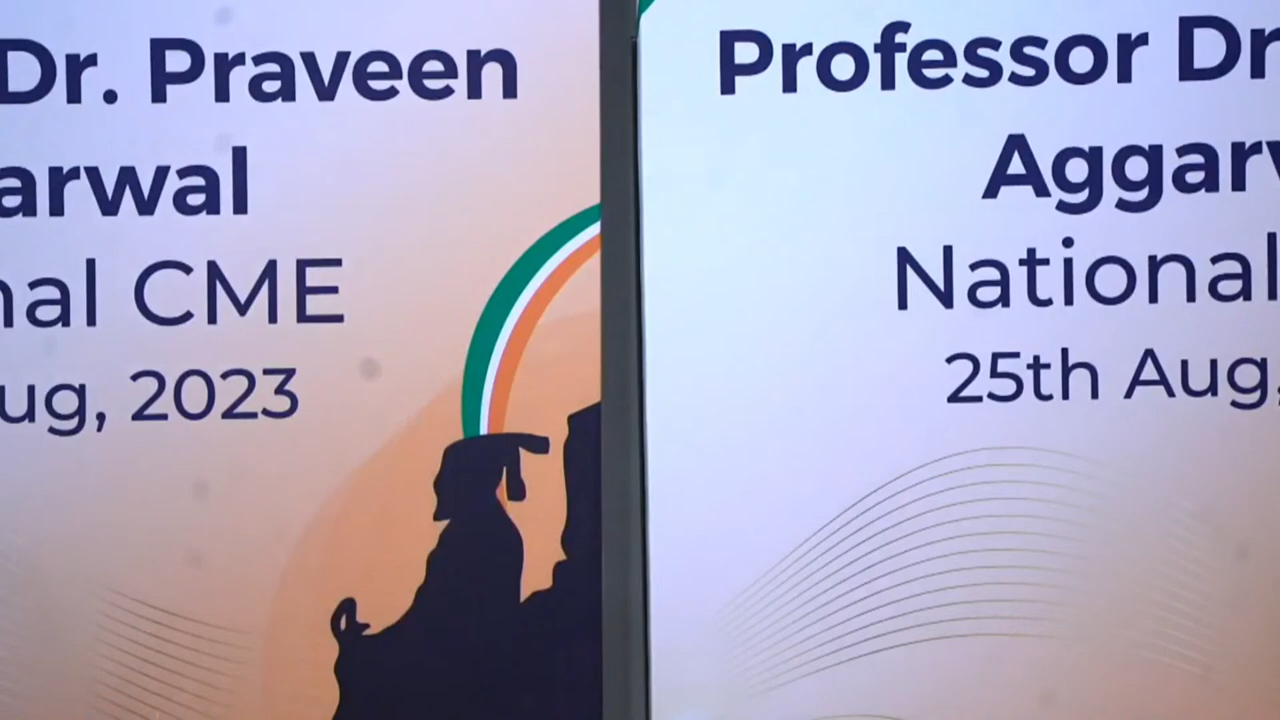 Dr. Praveen
arwal
nal CME
ug, 2023
Professor Dr
Aggarw
National
25th Aug,